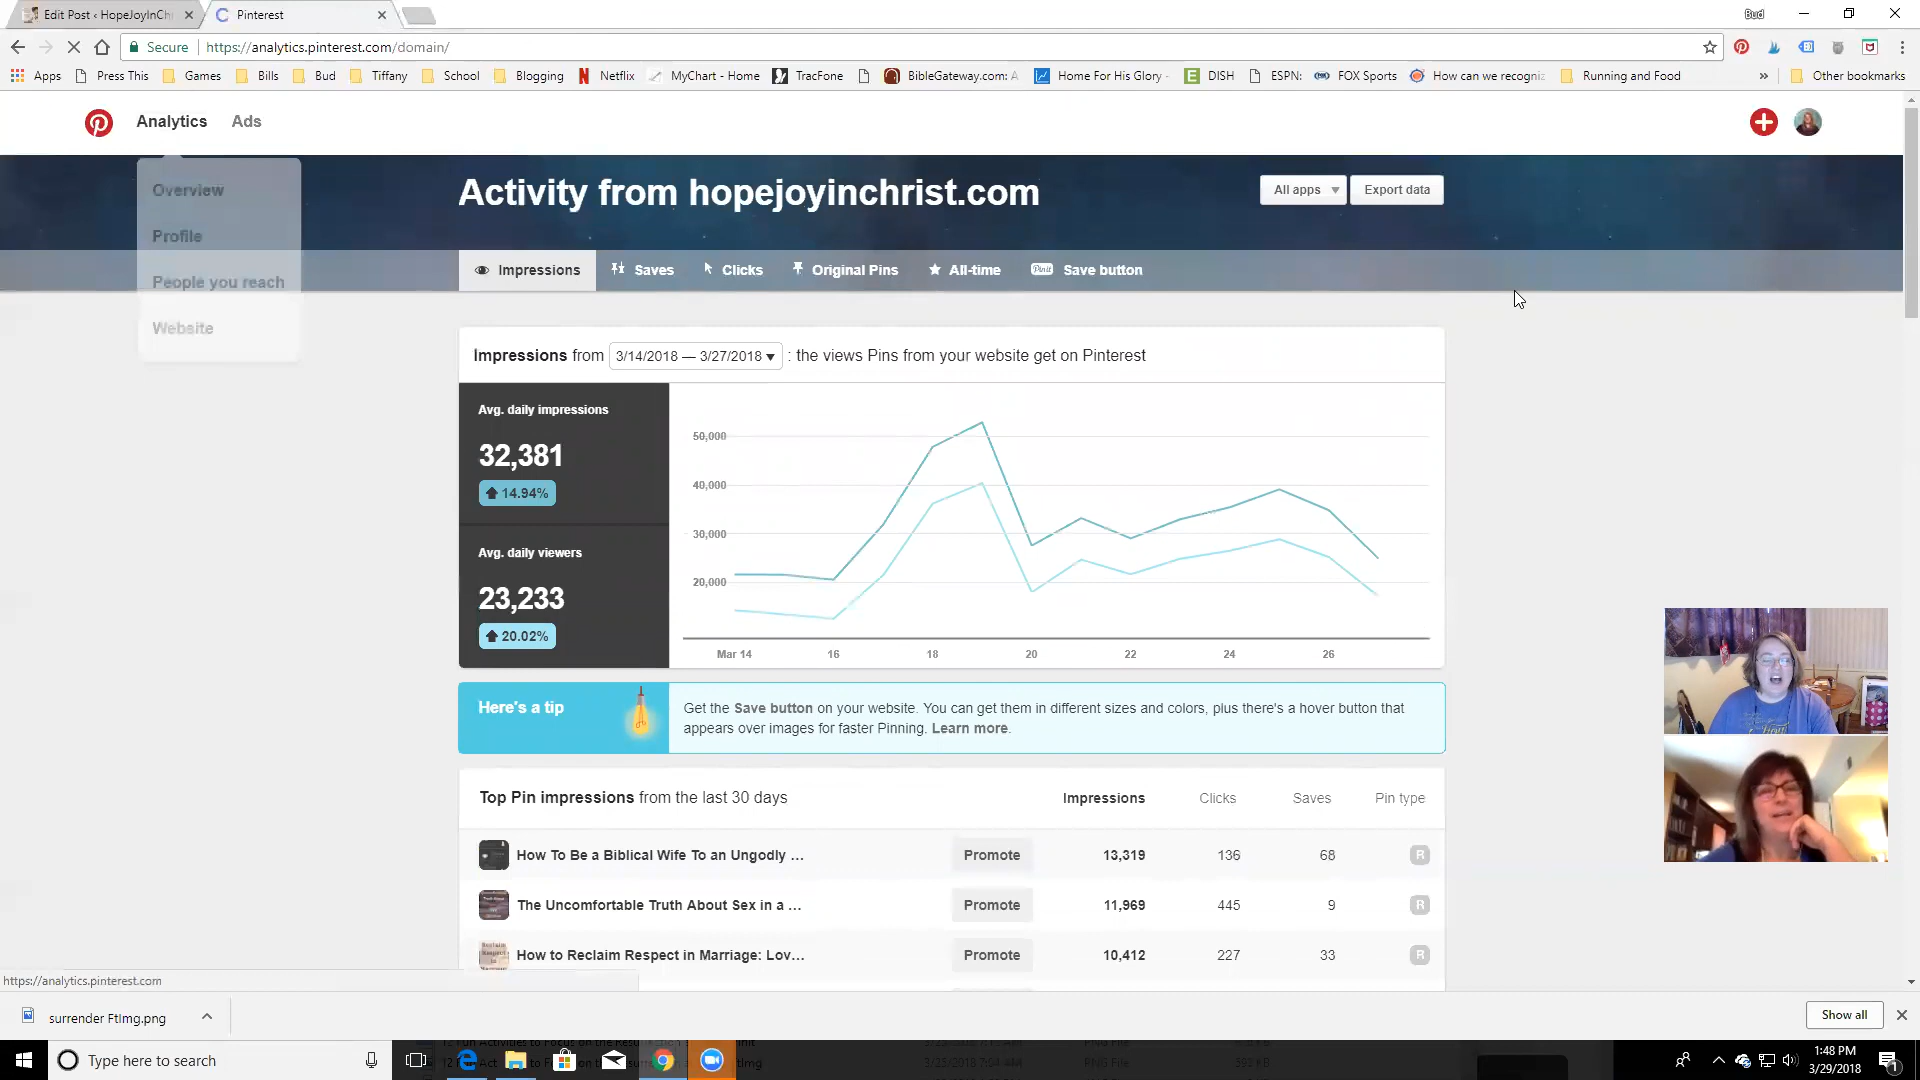 Edit Post ‹ HopeJoyInCh
Pinterest
Bud
Secure
https://analytics.pinterest.com/domain/
Apps
Press This
Games
Bills
Bud
Tiffany
School
Blogging
Netflix
MyChart - Home
TracFone
BibleGateway.com: A
Home For His Glory -
DISH
ESPN:
FOX Sports
How can we recogniz
Running and Food
»
Other bookmarks
Analytics
Ads
Overview
Profile
People you reach
Website
Activity from hopejoyinchrist.com
All apps
Export data
Impressions
Saves
Clicks
Original Pins
All-time
Save button
Impressions from 3/14/2018 — 3/27/2018 : the views Pins from your website get on Pinterest
Avg. daily impressions
32,381
14.94%
Avg. daily viewers
23,233
20.02%
50,000
40,000
30,000
20,000
Mar 14
16
18
20
22
24
26
Here's a tip
Get the Save button on your website. You can get them in different sizes and colors, plus there's a hover button that
appears over images for faster Pinning. Learn more.
Top Pin impressions from the last 30 days
Impressions
Clicks
Saves
Pin type
How To Be a Biblical Wife To an Ungodly ...
Promote
13,319
136
68
R
The Uncomfortable Truth About Sex in a ...
Promote
11,969
445
9
R
How to Reclaim Respect in Marriage: Lov...
Promote
10,412
227
33
R
https://analytics.pinterest.com
surrender FtImg.png
Show all
Type here to search
1:48 PM
3/29/2018
1